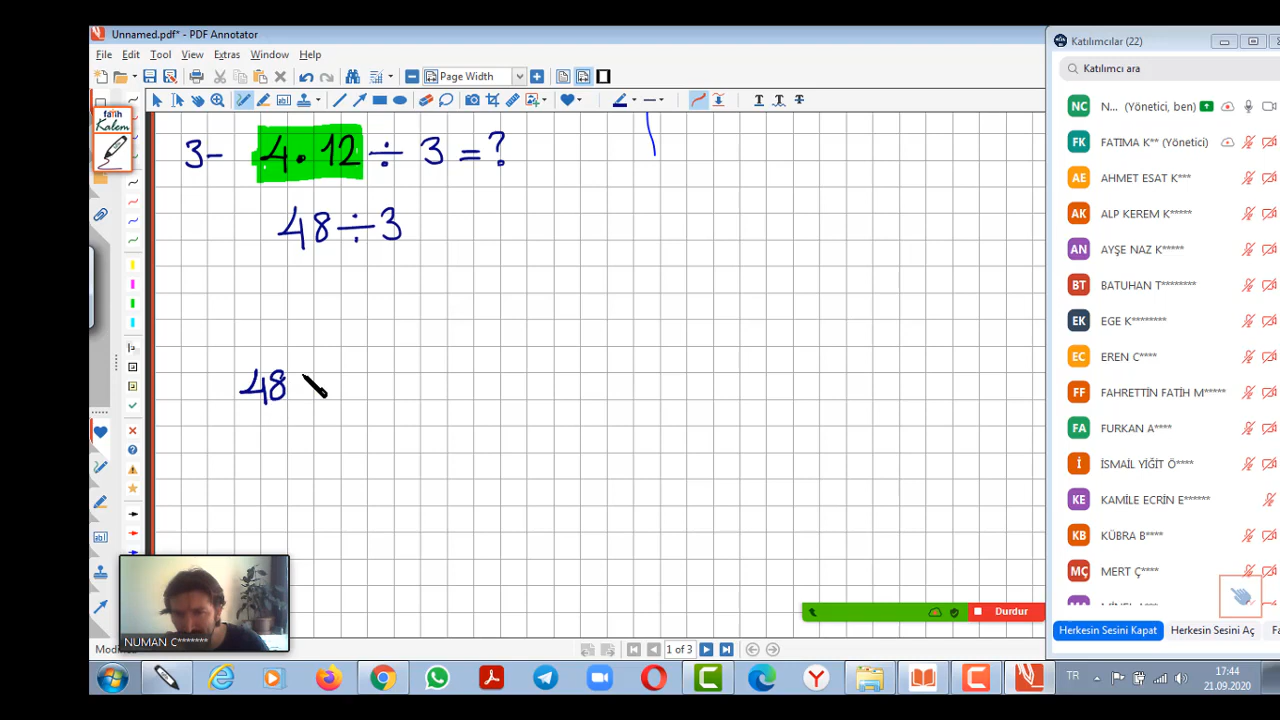 Unnamed.pdf* - PDF Annotator
File Edit Tool View Extras Window Help
Page Width
fatih
Kalem
3- 4 . 12 ÷ 3 = ?
48 ÷ 3
48
NUMAN C*******
Durdur
1 of 3
Katılımcılar (22)
Katılımcı ara
NC N... (Yönetici, ben)
FK FATIMA K** (Yönetici)
AE AHMET ESAT K***
AK ALP KEREM K*****
AN AYŞE NAZ K*****
BT BATUHAN T********
EK EGE K********
EC EREN C****
FF FAHRETTİN FATİH M****
FA FURKAN A****
İ İSMAİL YİĞİT Ö****
KE KAMİLE ECRİN E******
KB KÜBRA B****
MÇ MERT Ç****
Herkesin Sesini Kapat Herkesin Sesini Aç
TR
17:44
21.09.2020